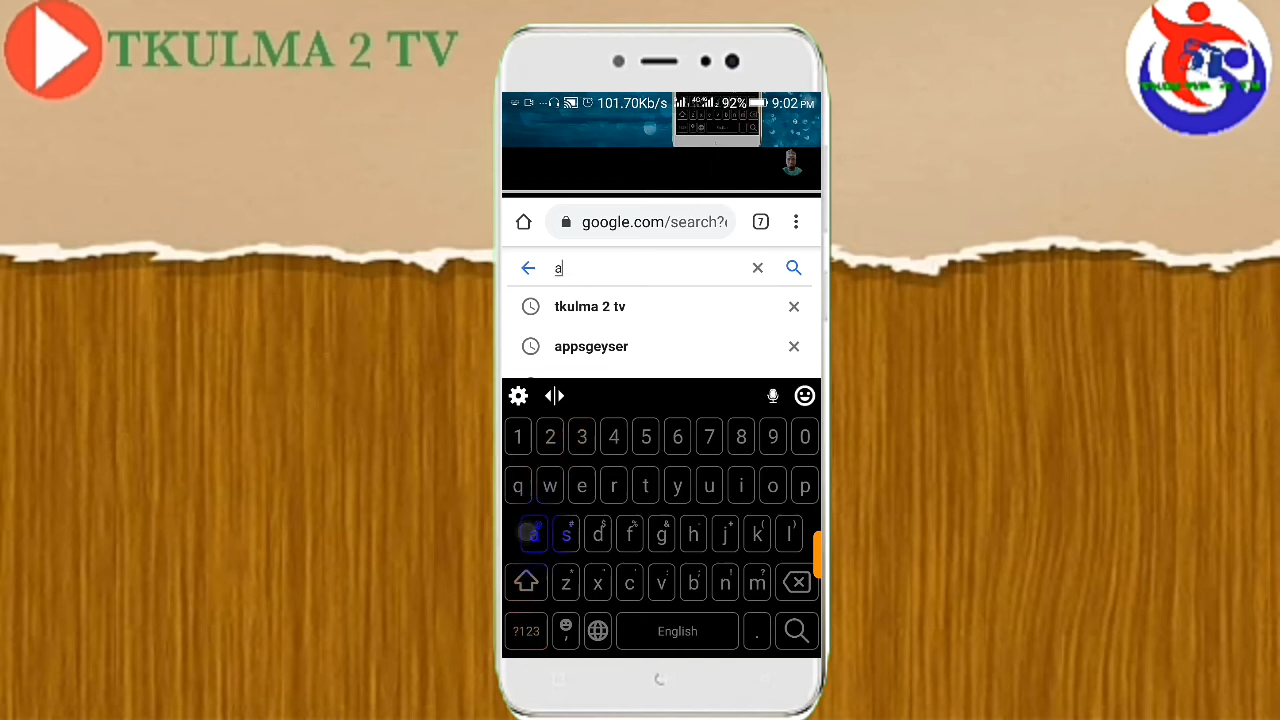 TKULMA 2 TV
101.70Kb/s 92% 9:02 PM
google.com/search? 7
a
tkulma 2 tv
appsgeyser
1 2 3 4 5 6 7 8 9 0
q w e r t y u i o p
a s d f g h j k l
z x c v b n m
?123 , English .